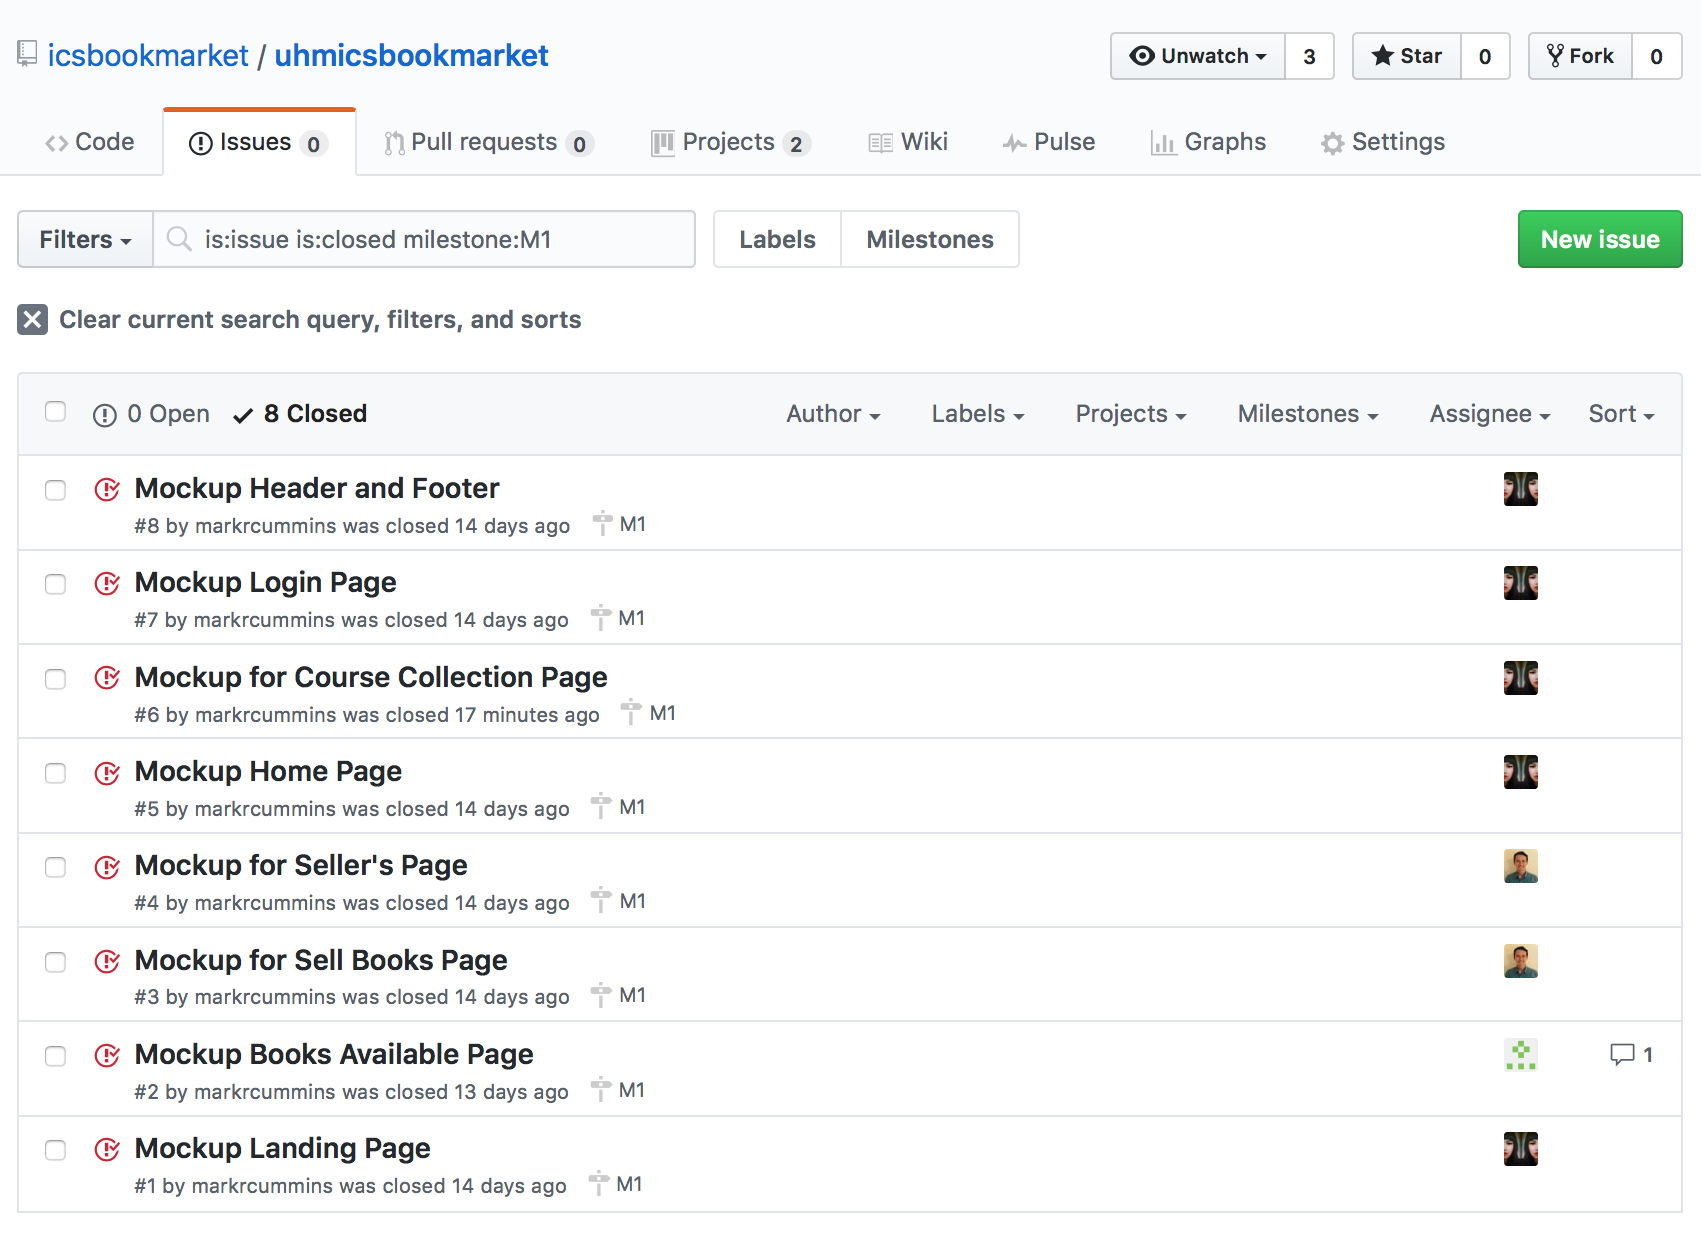 icsbookmarket / uhmicsbookmarket
Unwatch 3 Star 0 Fork 0
Code Issues 0 Pull requests 0 Projects 2 Wiki Pulse Graphs Settings
Filters is:issue is:closed milestone:M1 Labels Milestones New issue
Clear current search query, filters, and sorts
0 Open 8 Closed Author Labels Projects Milestones Assignee Sort
Mockup Header and Footer
#8 by markrcummins was closed 14 days ago M1
Mockup Login Page
#7 by markrcummins was closed 14 days ago M1
Mockup for Course Collection Page
#6 by markrcummins was closed 17 minutes ago M1
Mockup Home Page
#5 by markrcummins was closed 14 days ago M1
Mockup for Seller's Page
#4 by markrcummins was closed 14 days ago M1
Mockup for Sell Books Page
#3 by markrcummins was closed 14 days ago M1
Mockup Books Available Page 1
#2 by markrcummins was closed 13 days ago M1
Mockup Landing Page
#1 by markrcummins was closed 14 days ago M1